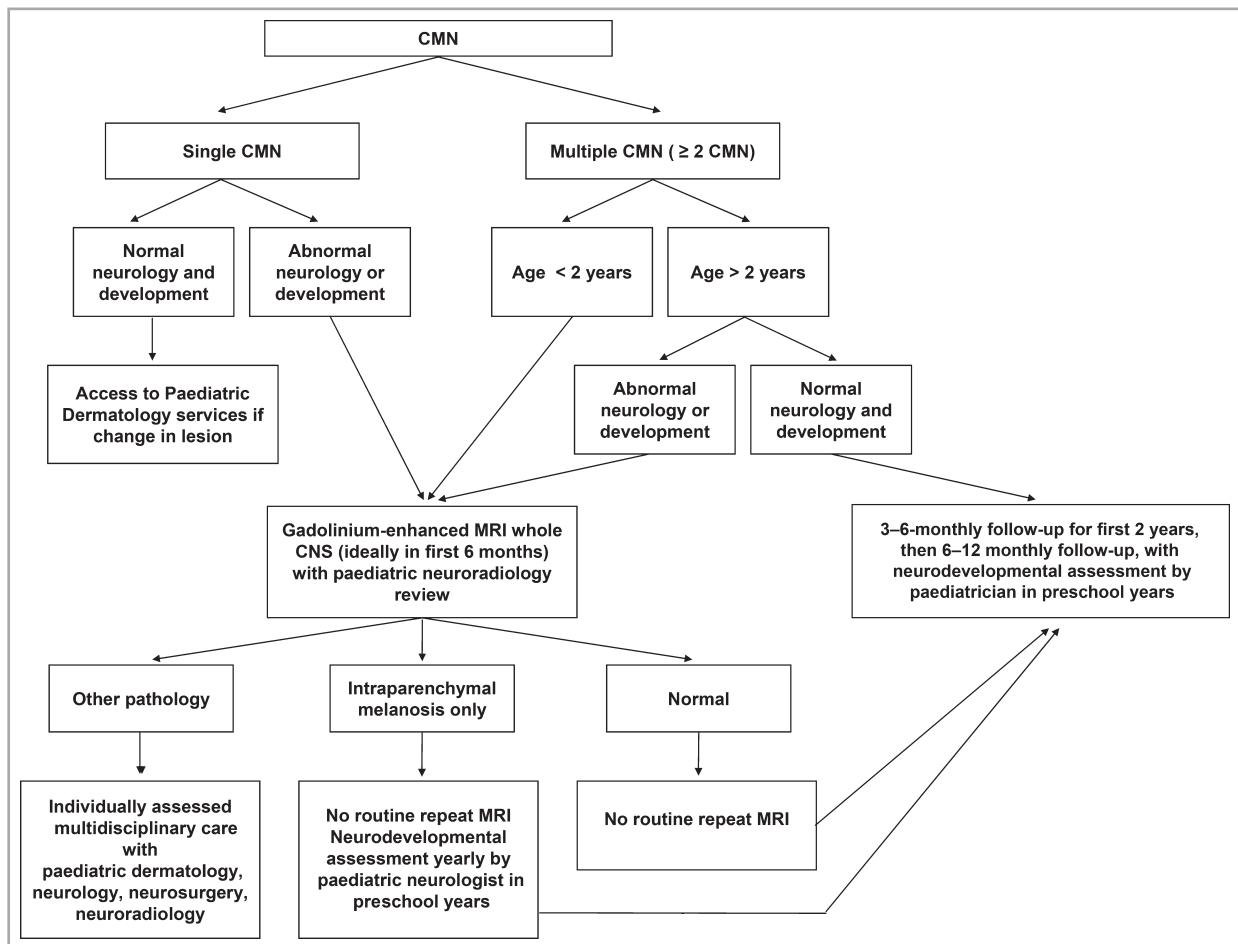 CMN
Single CMN
Multiple CMN ( ≥ 2 CMN)
Normal
neurology and
development
Abnormal
neurology or
development
Age < 2 years
Age > 2 years
Access to Paediatric
Dermatology services if
change in lesion
Abnormal
neurology or
development
Normal
neurology and
development
Gadolinium-enhanced MRI whole
CNS (ideally in first 6 months)
with paediatric neuroradiology
review
3–6-monthly follow-up for first 2 years,
then 6–12 monthly follow-up, with
neurodevelopmental assessment by
paediatrician in preschool years
Other pathology
Intraparenchymal
melanosis only
Normal
Individually assessed
multidisciplinary care
with
paediatric dermatology,
neurology, neurosurgery,
neuroradiology
No routine repeat MRI
Neurodevelopmental
assessment yearly by
paediatric neurologist in
preschool years
No routine repeat MRI